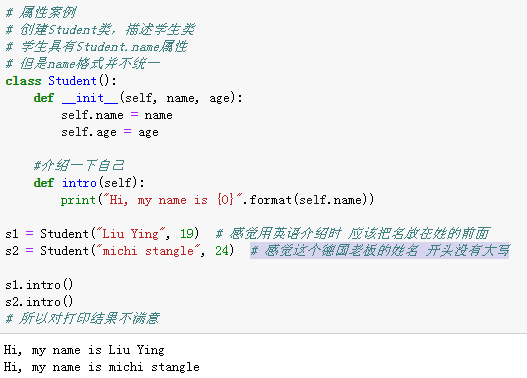 # 属性案例
# 创建Student类，描述学生类
# 学生具有Student.name属性
# 但是name格式并不统一
class Student():
    def __init__(self, name, age):
        self.name = name
        self.age = age

    #介绍一下自己
    def intro(self):
        print("Hi, my name is {0}".format(self.name))

s1 = Student("Liu Ying", 19)  # 感觉用英语介绍时 应该把名放在姓的前面
s2 = Student("michi stangle", 24)  # 感觉这个德国老板的姓名 开头没有大写

s1.intro()
s2.intro()
# 所以对打印结果不满意
Hi, my name is Liu Ying
Hi, my name is michi stangle